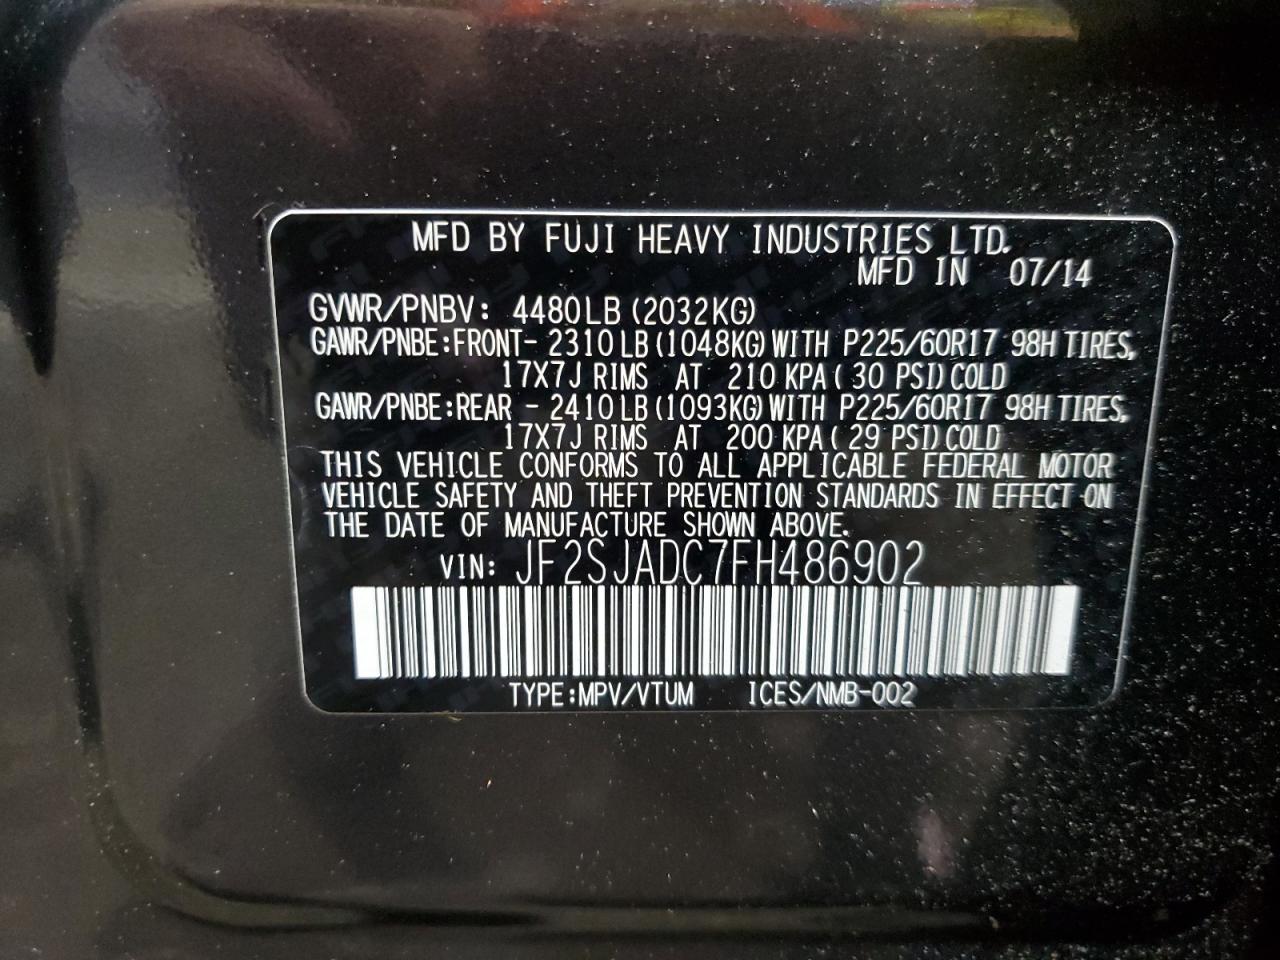 MFD BY FUJI HEAVY INDUSTRIES LTD.
MFD IN 07/14
GVWR/PNBV: 4480LB (2032KG)
GAWR/PNBE:FRONT- 2310LB (1048KG) WITH P225/60R17 98H TIRES,
17X7J RIMS AT 210 KPA ( 30 PSI) COLD
GAWR/PNBE:REAR - 2410LB (1093KG) WITH P225/60R17 98H TIRES,
17X7J RIMS AT 200 KPA ( 29 PSI) COLD
THIS VEHICLE CONFORMS TO ALL APPLICABLE FEDERAL MOTOR
VEHICLE SAFETY AND THEFT PREVENTION STANDARDS IN EFFECT ON
THE DATE OF MANUFACTURE SHOWN ABOVE.
VIN: JF2SJADC7FH486902
TYPE:MPV/VTUM ICES/NMB-002